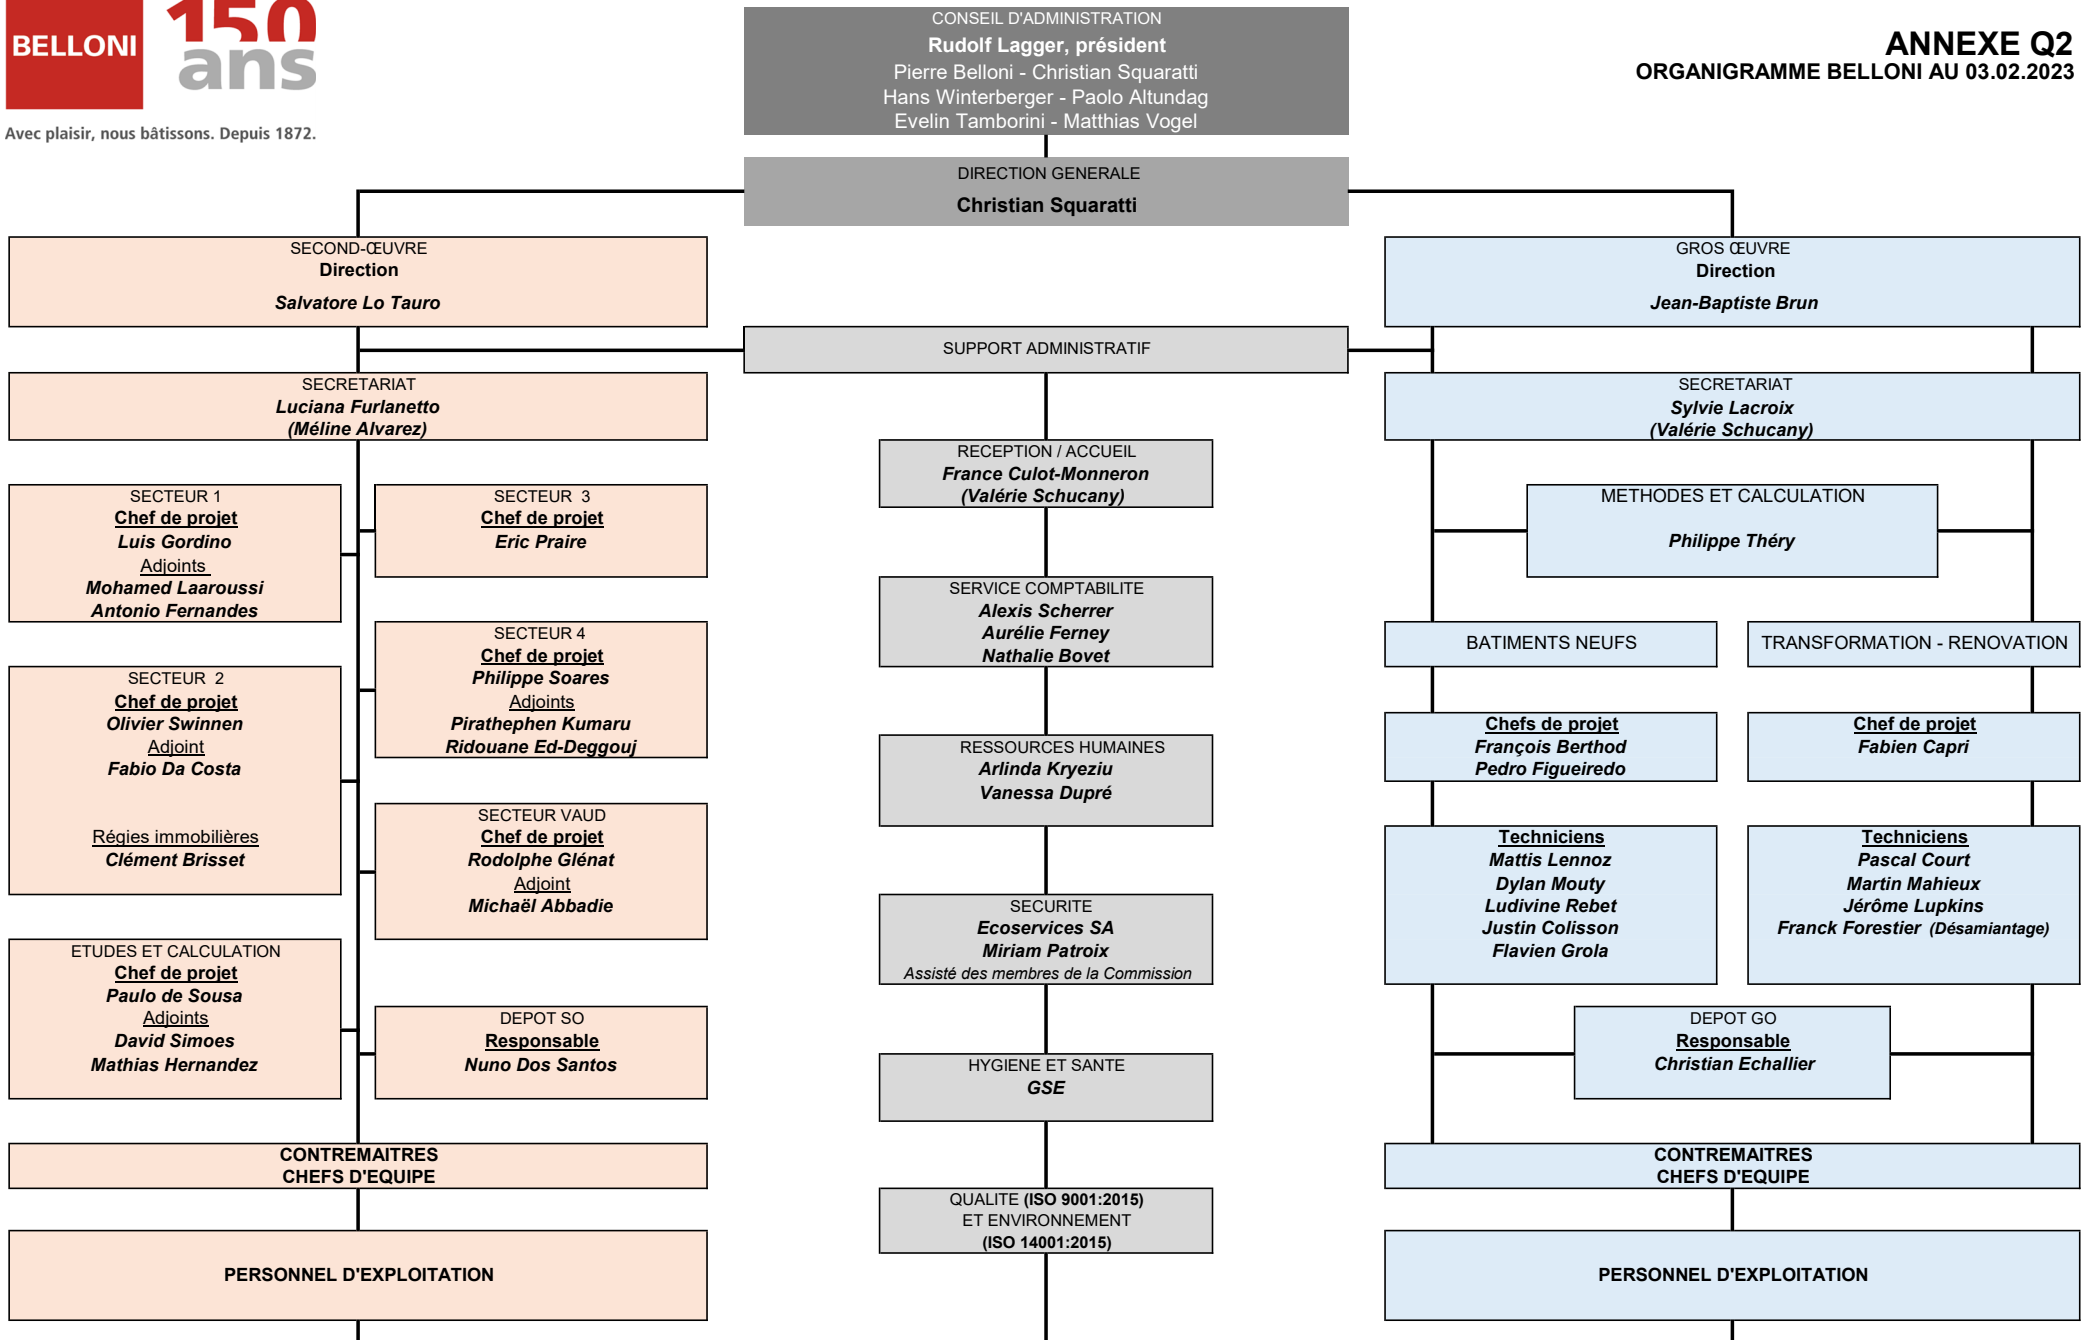 BELLONI
150
ans
Avec plaisir, nous bâtissons. Depuis 1872.
CONSEIL D'ADMINISTRATION
Rudolf Lagger, président
Pierre Belloni - Christian Squaratti
Hans Winterberger - Paolo Altundag
Evelin Tamborini - Matthias Vogel
ANNEXE Q2
ORGANIGRAMME BELLONI AU 03.02.2023
DIRECTION GENERALE
Christian Squaratti
SECOND-ŒUVRE
Direction
Salvatore Lo Tauro
GROS ŒUVRE
Direction
Jean-Baptiste Brun
SUPPORT ADMINISTRATIF
SECRETARIAT
Luciana Furlanetto
(Méline Alvarez)
SECTEUR 1
Chef de projet
Luis Gordino
Adjoints
Mohamed Laaroussi
Antonio Fernandes
SECTEUR 2
Chef de projet
Olivier Swinnen
Adjoint
Fabio Da Costa
Régies immobilières
Clément Brisset
ETUDES ET CALCULATION
Chef de projet
Paulo de Sousa
Adjoints
David Simoes
Mathias Hernandez
SECTEUR 3
Chef de projet
Eric Praire
SECTEUR 4
Chef de projet
Philippe Soares
Adjoints
Pirathephen Kumaru
Ridouane Ed-Deggouj
SECTEUR VAUD
Chef de projet
Rodolphe Glénat
Adjoint
Michaël Abbadie
DEPOT SO
Responsable
Nuno Dos Santos
CONTREMAITRES
CHEFS D'EQUIPE
PERSONNEL D'EXPLOITATION
RECEPTION / ACCUEIL
France Culot-Monneron
(Valérie Schucany)
SERVICE COMPTABILITE
Alexis Scherrer
Aurélie Ferney
Nathalie Bovet
RESSOURCES HUMAINES
Arlinda Kryeziu
Vanessa Dupré
SECURITE
Ecoservices SA
Miriam Patroix
Assisté des membres de la Commission
HYGIENE ET SANTE
GSE
QUALITE (ISO 9001:2015)
ET ENVIRONNEMENT
(ISO 14001:2015)
SECRETARIAT
Sylvie Lacroix
(Valérie Schucany)
METHODES ET CALCULATION
Philippe Théry
BATIMENTS NEUFS
Chefs de projet
François Berthod
Pedro Figueiredo
Techniciens
Mattis Lennoz
Dylan Mouty
Ludivine Rebet
Justin Colisson
Flavien Grola
TRANSFORMATION - RENOVATION
Chef de projet
Fabien Capri
Techniciens
Pascal Court
Martin Mahieux
Jérôme Lupkins
Franck Forestier (Désamiantage)
DEPOT GO
Responsable
Christian Echallier
CONTREMAITRES
CHEFS D'EQUIPE
PERSONNEL D'EXPLOITATION